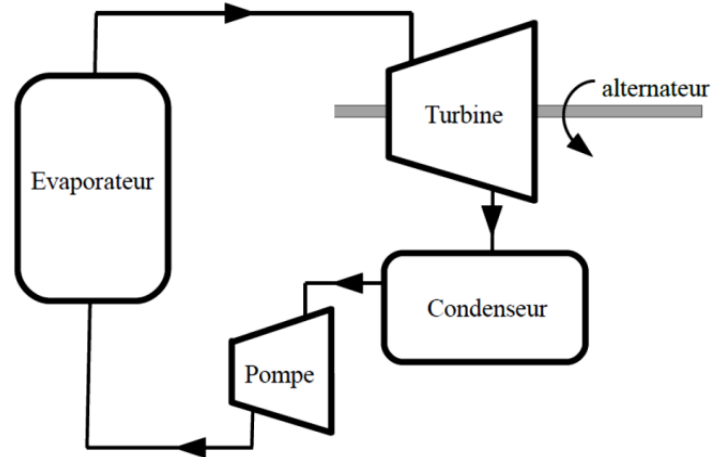 alternateur
Turbine
Evaporateur
Condenseur
Pompe